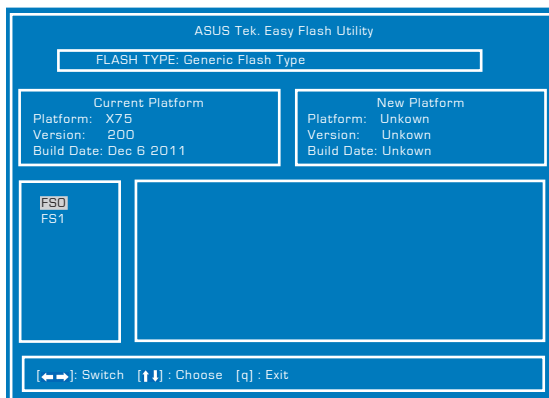 ASUS Tek. Easy Flash Utility
FLASH TYPE: Generic Flash Type
Current Platform
Platform: X75
Version: 200
Build Date: Dec 6 2011
New Platform
Platform: Unkown
Version: Unkown
Build Date: Unkown
FS0
FS1
[←→]: Switch [↑↓] : Choose [q] : Exit